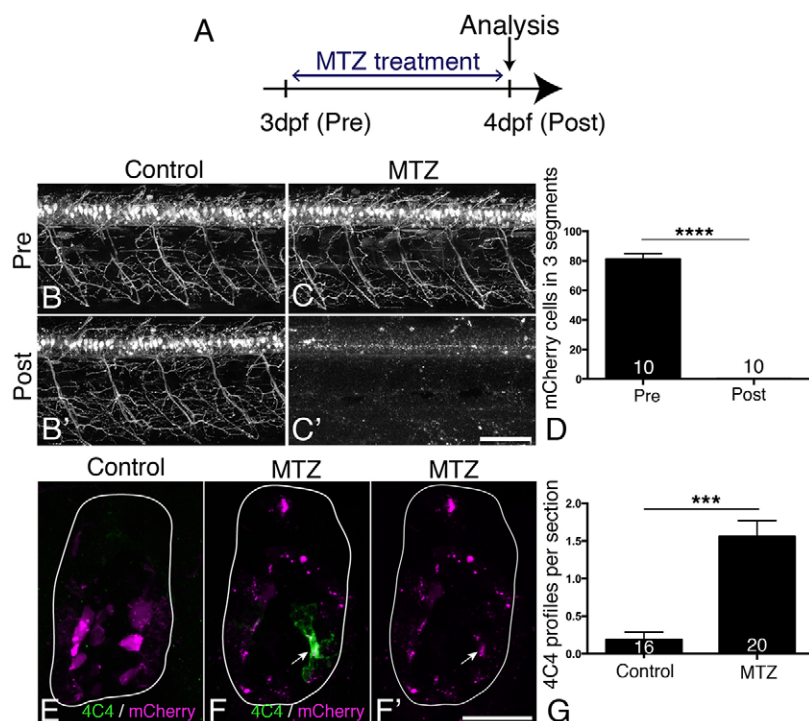 A
Analysis
MTZ treatment
3dpf (Pre)
4dpf (Post)
Control
MTZ
Pre
B
C
Post
B'
C'
mCherry cells in 3 segments
100
80
60
40
20
0
****
10
10
Pre
Post
D
Control
MTZ
MTZ
E
4C4 / mCherry
F
4C4 / mCherry
F'
4C4 profiles per section
2.0
1.5
1.0
0.5
0.0
***
16
20
Control
MTZ
G